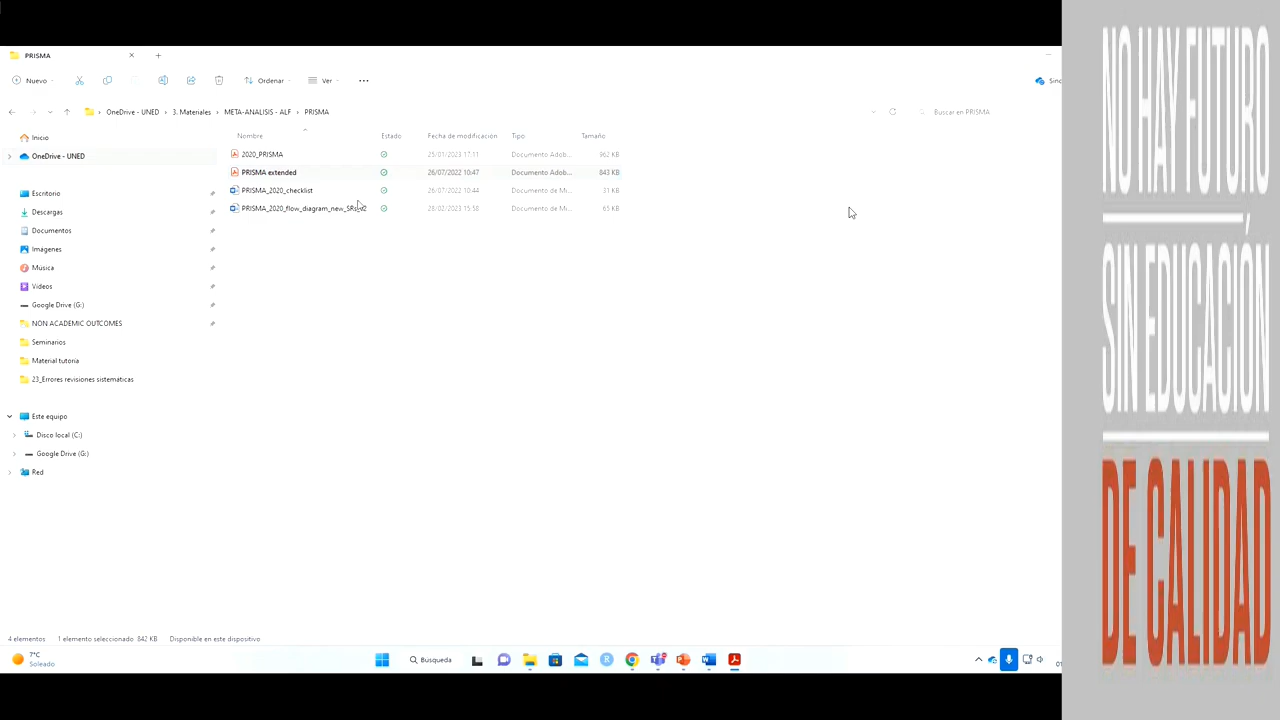 PRISMA
Nuevo
Ordenar
Ver
OneDrive - UNED > 3. Materiales > META-ANALISIS - ALF > PRISMA
Buscar en PRISMA
Nombre Estado Fecha de modificación Tipo Tamaño
2020_PRISMA 25/01/2023 17:11 Documento Adob... 962 KB
PRISMA extended 26/07/2022 10:47 Documento Adob... 843 KB
PRISMA_2020_checklist 26/07/2022 10:44 Documento de Mi... 31 KB
PRISMA_2020_flow_diagram_new_SRs_v2 28/02/2023 15:58 Documento de Mi... 65 KB
Inicio
OneDrive - UNED
Escritorio
Descargas
Documentos
Imágenes
Música
Vídeos
Google Drive (G:)
NON ACADEMIC OUTCOMES
Seminarios
Material tutoría
23_Errores revisiones sistematicas
Este equipo
Disco local (C:)
Google Drive (G:)
Red
4 elementos 1 elemento seleccionado 842 KB Disponible en este dispositivo
7°C
Soleado
Búsqueda
NO HAY FUTURO
SIN EDUCACIÓN
DE CALIDAD